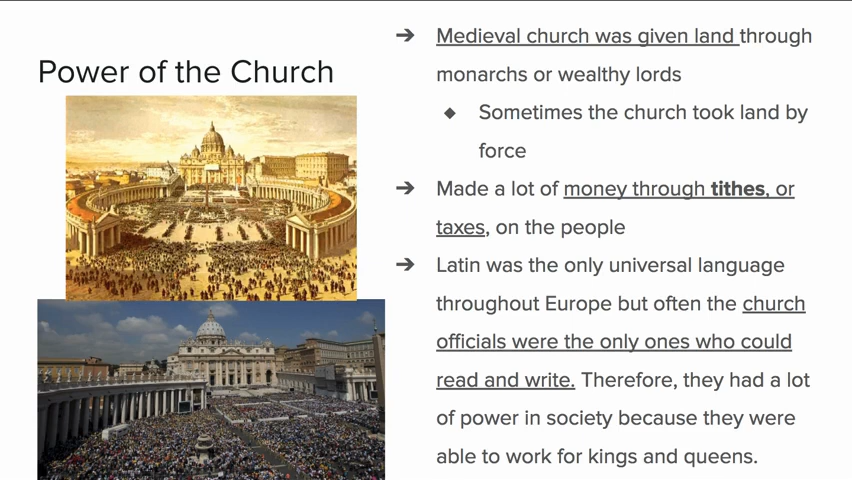 Power of the Church
➔ Medieval church was given land through
monarchs or wealthy lords
◆ Sometimes the church took land by
force
➔ Made a lot of money through tithes, or
taxes, on the people
➔ Latin was the only universal language
throughout Europe but often the church
officials were the only ones who could
read and write. Therefore, they had a lot
of power in society because they were
able to work for kings and queens.